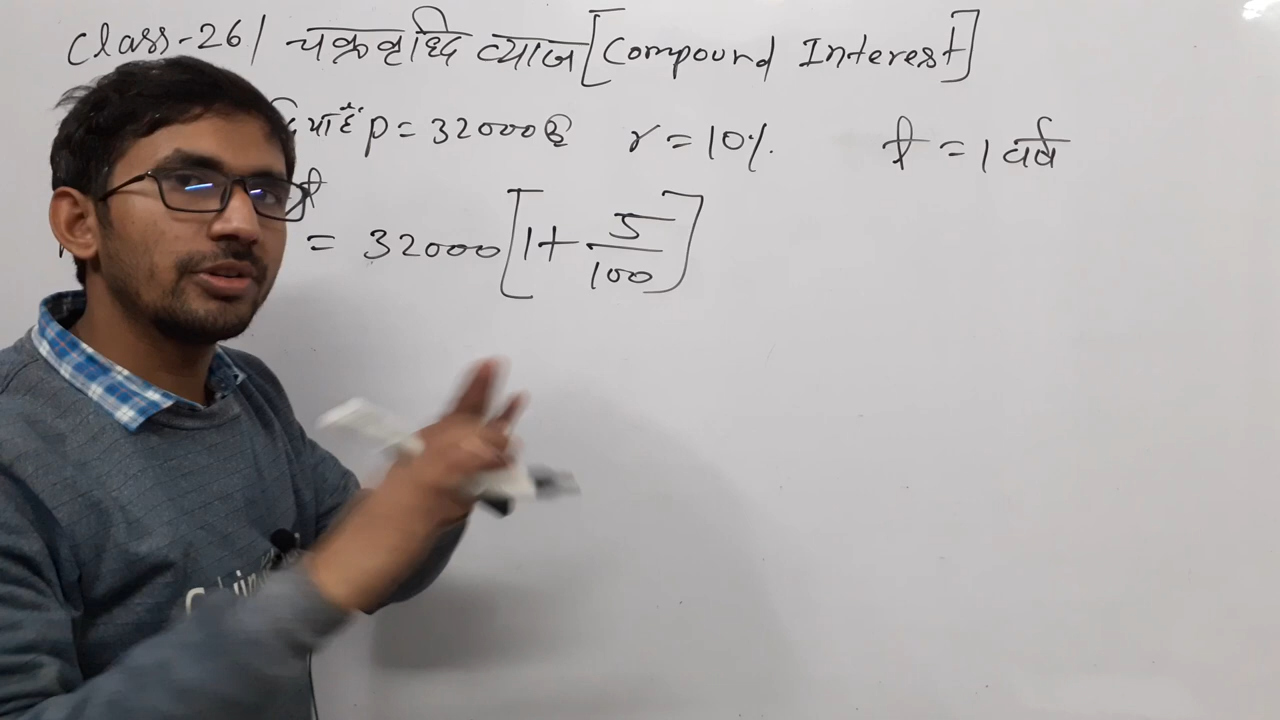 Class-26 / चक्रवृद्धि व्याज [Compound Interest]
दिया है p = 32000 रु r = 10% t = 1 वर्ष
= 32000 [1 + 5/100]